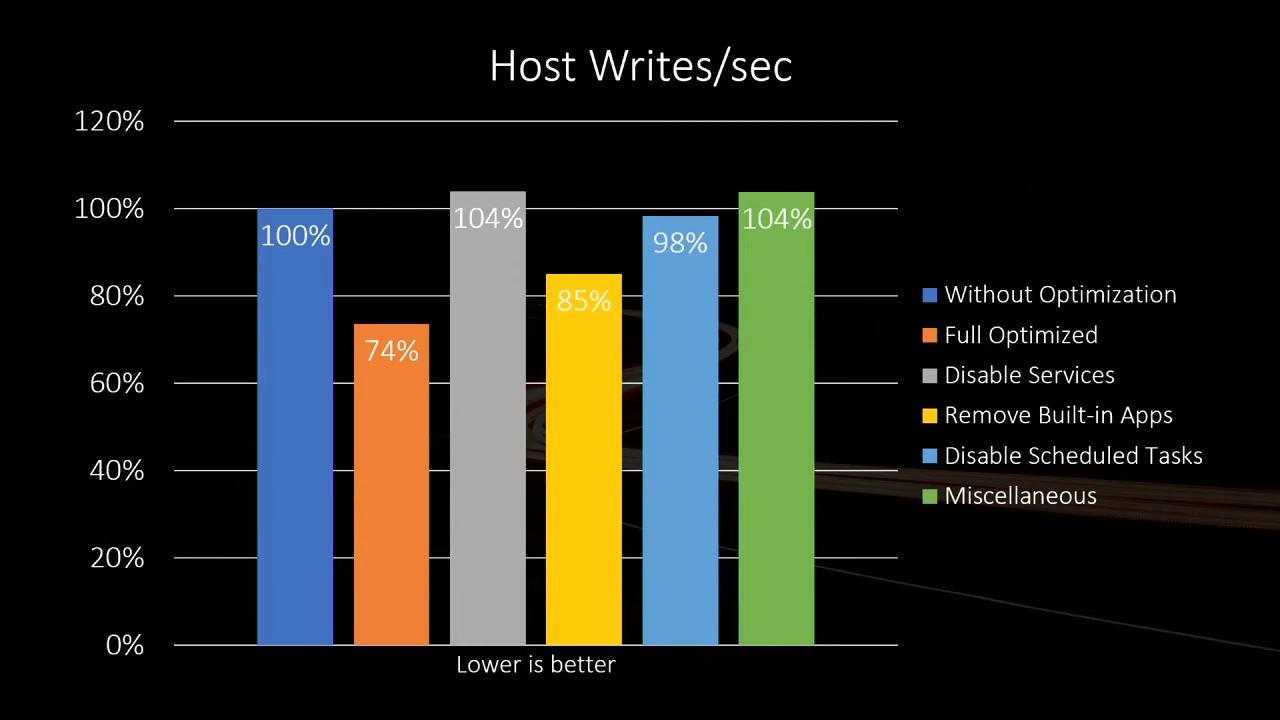 Host Writes/sec
120%
100%
80%
60%
40%
20%
0%
100%
74%
104%
85%
98%
104%
Without Optimization
Full Optimized
Disable Services
Remove Built-in Apps
Disable Scheduled Tasks
Miscellaneous
Lower is better